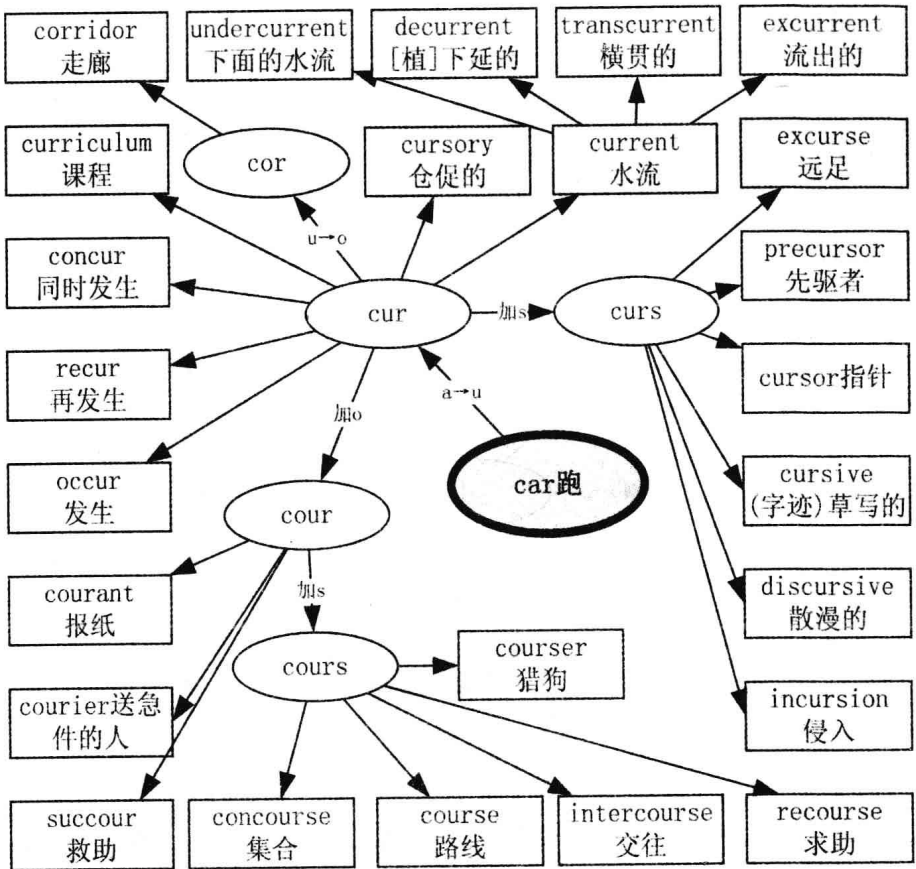 corridor
走廊
undercurrent
下面的水流
decurrent
[植]下延的
transcurrent
横贯的
excurrent
流出的
curriculum
课程
cor
cursory
仓促的
current
水流
excurse
远足
u→o
concur
同时发生
cur
加s
curs
precursor
先驱者
recur
再发生
a→u
cursor指针
加o
occur
发生
car跑
cursive
(字迹)草写的
cour
courant
报纸
加s
discursive
散漫的
cours
courser
猎狗
courier送急
件的人
incursion
侵入
succour
救助
concourse
集合
course
路线
intercourse
交往
recourse
求助